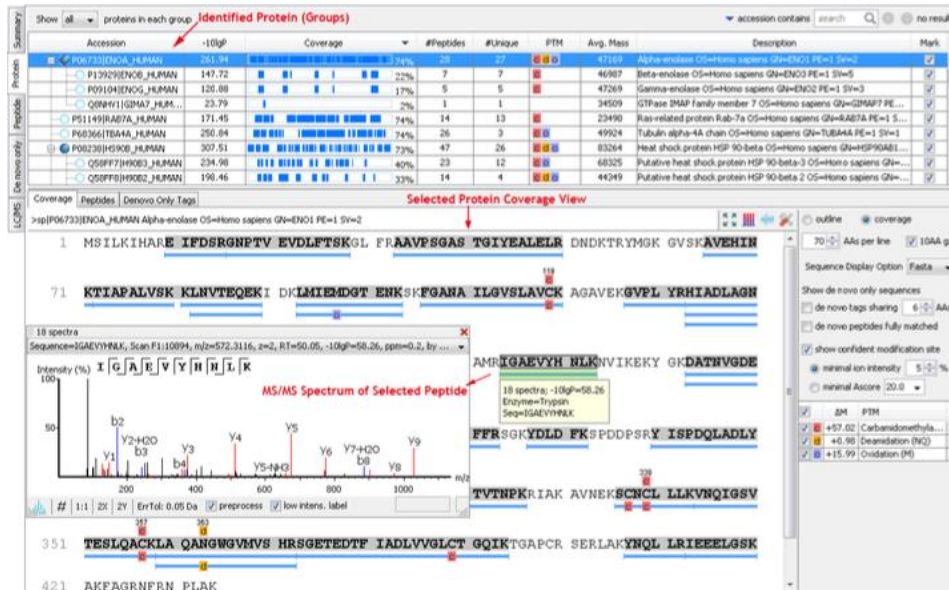 Show all proteins in each group Identified Protein (Groups) accession contains search no resul
Summary
Protein
Peptide
De novo only
LC/MS
Accession -10lgP Coverage #Peptides #Unique PTM Avg. Mass Description Mark
P06733|ENOA_HUMAN 261.94 74% 28 27 c d o 47169 Alpha-enolase OS=Homo sapiens GN=ENO1 PE=1 SV=2
P13929|ENOB_HUMAN 147.72 22% 7 7 c 46987 Beta-enolase OS=Homo sapiens GN=ENO3 PE=1 SV=5
P09104|ENOG_HUMAN 120.88 17% 5 5 c 47269 Gamma-enolase OS=Homo sapiens GN=ENO2 PE=1 SV=3
Q8NHV1|GIMA7_HUM... 23.79 2% 1 1 34509 GTPase IMAP family member 7 OS=Homo sapiens GN=GIMAP7 PE...
P51149|RAB7A_HUMAN 171.45 74% 14 13 c 23490 Ras-related protein Rab-7a OS=Homo sapiens GN=RAB7A PE=1 S...
P68366|TBA4A_HUMAN 250.84 74% 26 3 c o 49924 Tubulin alpha-4A chain OS=Homo sapiens GN=TUBA4A PE=1 SV=1
P08238|HS90B_HUMAN 307.51 73% 47 26 c d o 83264 Heat shock protein HSP 90-beta OS=Homo sapiens GN=HSP90AB1...
Q58FF7|H90B3_HUMAN 234.98 40% 23 12 c o 68325 Putative heat shock protein HSP 90-beta-3 OS=Homo sapiens GN=...
Q58FF8|H90B2_HUMAN 198.46 33% 14 4 c d o 44349 Putative heat shock protein HSP 90-beta 2 OS=Homo sapiens GN=...
Coverage Peptides Denovo Only Tags Selected Protein Coverage View
>sp|P06733|ENOA_HUMAN Alpha-enolase OS=Homo sapiens GN=ENO1 PE=1 SV=2
outline coverage
70 AAs per line 10AA g
Sequence Display Option Fasta
Show de novo only sequences
de novo tags sharing 6 AAs
de novo peptides fully matched
show confident modification site
minimal ion intensity 5 %
minimal Ascore 20.0
ΔM PTM
c +57.02 Carbamidomethyla...
d +0.98 Deamidation (NQ)
o +15.99 Oxidation (M)
1 MSILKIHARE IFDSRGNPTV EVDLFTSKGL FRAAVPSGAS TGIYEALELR DNDKTRYMGK GVSKAVEHIN
119
c
71 KTIAPALVSK KLNVTEQEKI DKLMIEMDGT ENKSKFGANA ILGVSLAVCK AGAVEKGVPL YRHIADLAGN
o
18 spectra
Sequence=IGAEVYHNLK, Scan F1:10894, m/z=572.3116, z=2, RT=50.05, -10lgP=58.26, ppm=0.2, by ...
Intensity (%) I G A E V Y H N L K
100
50
y1 b2 Y2-H2O b3 b4 Y3 Y4 Y5-NH3 Y5 Y6 Y7-H2O b8 Y8 Y9
200 400 600 800 1000 m/z
# 1:1 2X 2Y ErrTol: 0.05 Da preprocess low intens. label
MS/MS Spectrum of Selected Peptide
AMRIGAEVYH NLKNVIKEKY GKDATNVGDE
18 spectra; -10lgP=58.26
Enzyme=Trypsin
Seq=IGAEVYHNLK
FFRSGKYDLD FKSPDDPSRY ISPDQLADLY
339
c
TVTNPKRIAK AVNEKSCNCL LLKVNQIGSV
c c
357 363
c d
351 TESLQACKLA QANGWGVMVS HRSGETEDTF IADLVVGLCT GQIKTGAPCR SERLAKYNQL LRIEEELGSK
c d c
421 AKFAGRNFRN PLAK